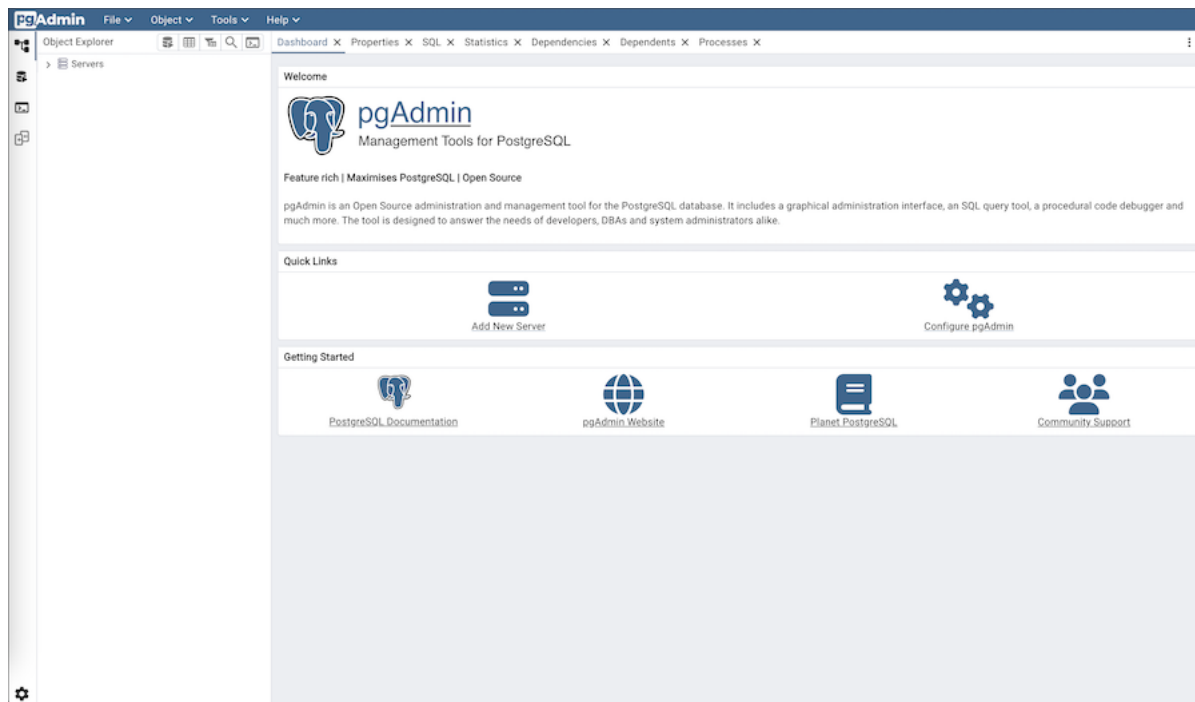 pgAdmin File Object Tools Help
Object Explorer
Dashboard Properties SQL Statistics Dependencies Dependents Processes
Servers
Welcome
pgAdmin
Management Tools for PostgreSQL
Feature rich | Maximises PostgreSQL | Open Source
pgAdmin is an Open Source administration and management tool for the PostgreSQL database. It includes a graphical administration interface, an SQL query tool, a procedural code debugger and
much more. The tool is designed to answer the needs of developers, DBAs and system administrators alike.
Quick Links
Add New Server
Configure pgAdmin
Getting Started
PostgreSQL Documentation
pgAdmin Website
Planet PostgreSQL
Community Support